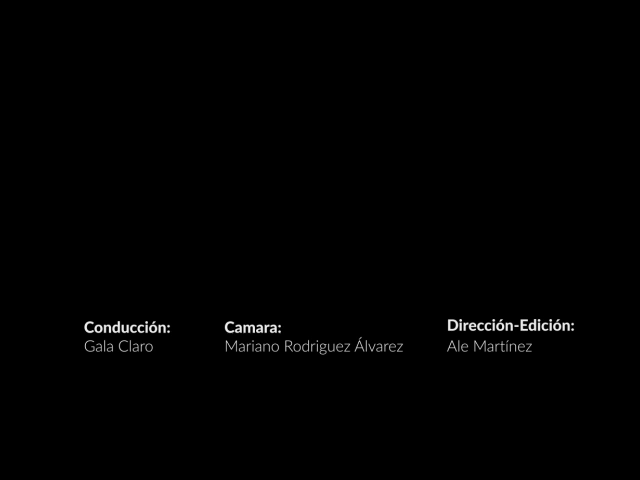 Conducción:
Gala Claro
Camara:
Mariano Rodriguez Álvarez
Dirección-Edición:
Ale Martínez